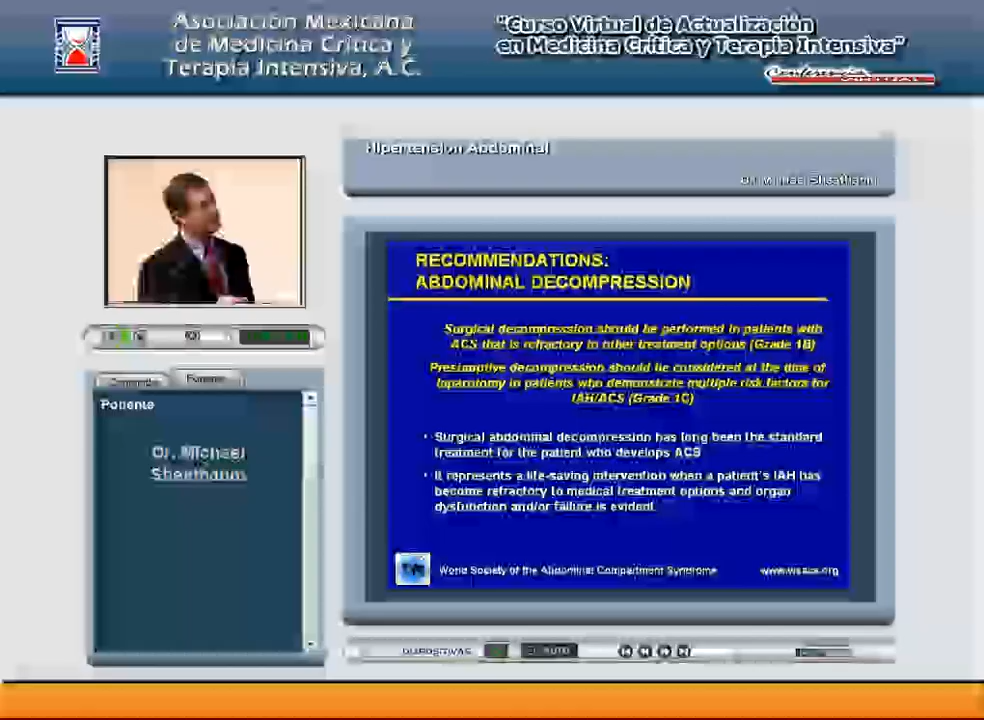 Asociación Mexicana
de Medicina Crítica y
Terapia Intensiva, A.C.
"Curso Virtual de Actualización
en Medicina Crítica y Terapia Intensiva"
Hipertension Abdominal
Ponente
Ponente
Dr. Michael
RECOMMENDATIONS:
ABDOMINAL DECOMPRESSION
Surgical decompression should be performed in patients with
ACS that is refractory to other treatment options (Grade 1B)
Presumptive decompression should be considered at the time of
laparotomy in patients who demonstrate multiple risk factors for
IAH/ACS (Grade 1C)
• Surgical abdominal decompression has long been the standard
treatment for the patient who develops ACS
• It represents a life-saving intervention when a patient's IAH has
become refractory to medical treatment options and organ
dysfunction and/or failure is evident.
World Society of the Abdominal Compartment Syndrome
www.wsacs.org
DIAPOSITIVAS
AUTO